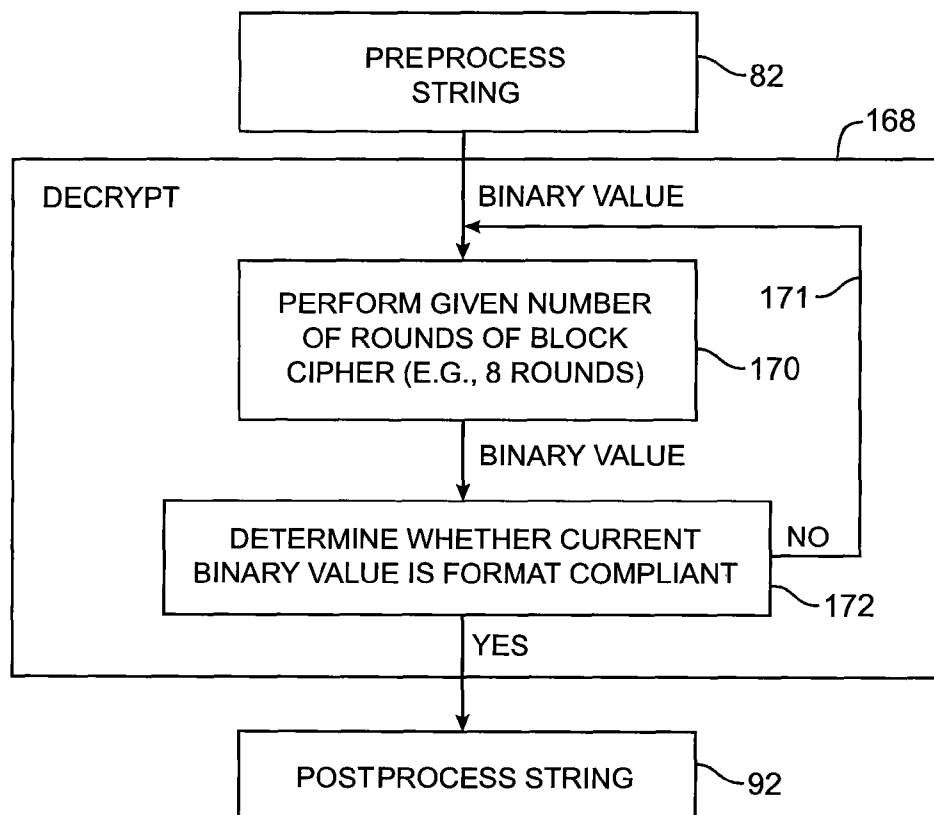 PREPROCESS
STRING
82
168
DECRYPT
BINARY VALUE
171
PERFORM GIVEN NUMBER
OF ROUNDS OF BLOCK
CIPHER (E.G., 8 ROUNDS)
170
BINARY VALUE
DETERMINE WHETHER CURRENT
BINARY VALUE IS FORMAT COMPLIANT
NO
172
YES
POSTPROCESS STRING
92